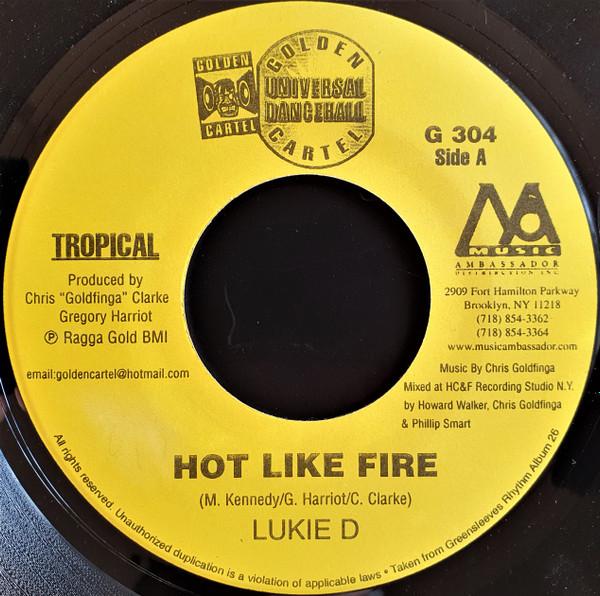 GOLDEN
CARTEL
GOLDEN
UNIVERSAL
DANCEHALL
CARTEL
G 304
Side A
TROPICAL
Produced by
Chris "Goldfinga" Clarke
Gregory Harriot
Ⓟ Ragga Gold BMI
email:goldencartel@hotmail.com
MA
MUSIC
AMBASSADOR
DISTRIBUTION INC.
2909 Fort Hamilton Parkway
Brooklyn, NY 11218
(718) 854-3362
(718) 854-3364
www.musicambassador.com
Music By Chris Goldfinga
Mixed at HC&F Recording Studio N.Y.
by Howard Walker, Chris Goldfinga
& Phillip Smart
HOT LIKE FIRE
(M. Kennedy/G. Harriot/C. Clarke)
LUKIE D
All rights reserved. Unauthorized duplication is a violation of applicable laws • Taken from Greensleeves Rhythm Album 26